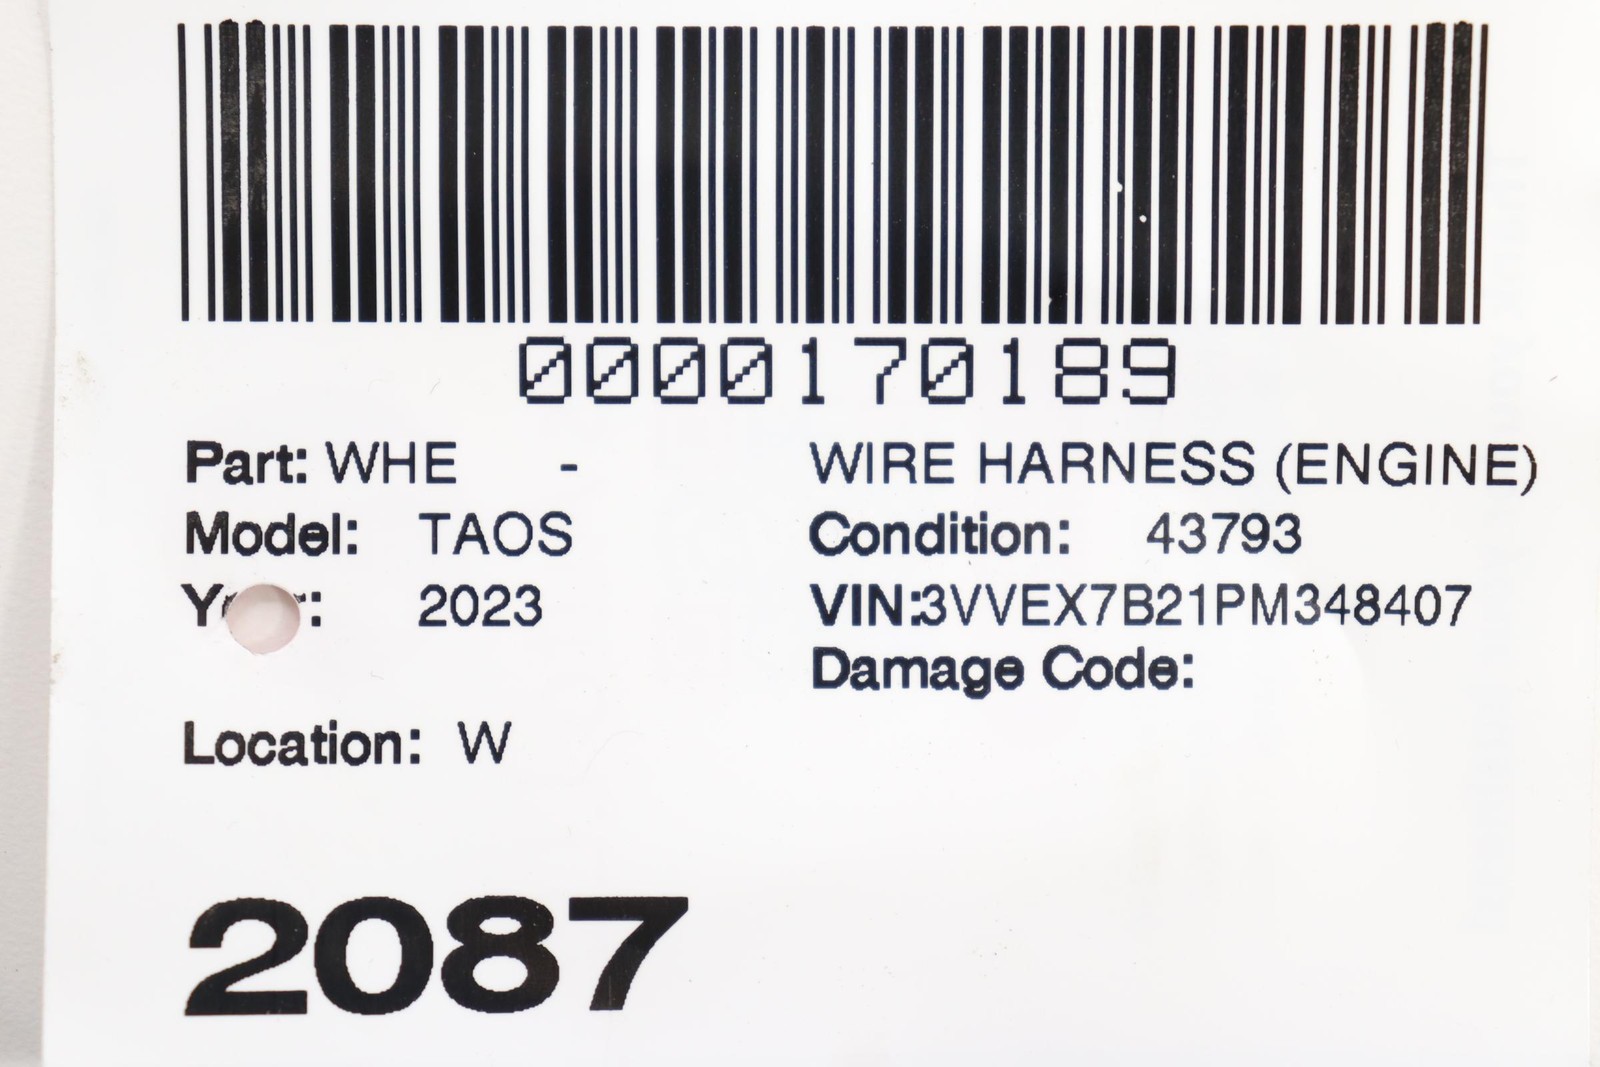 0000170189
Part: WHE - WIRE HARNESS (ENGINE)
Model: TAOS Condition: 43793
2023 VIN:3VVEX7B21PM348407
Damage Code:
Location: W
2087